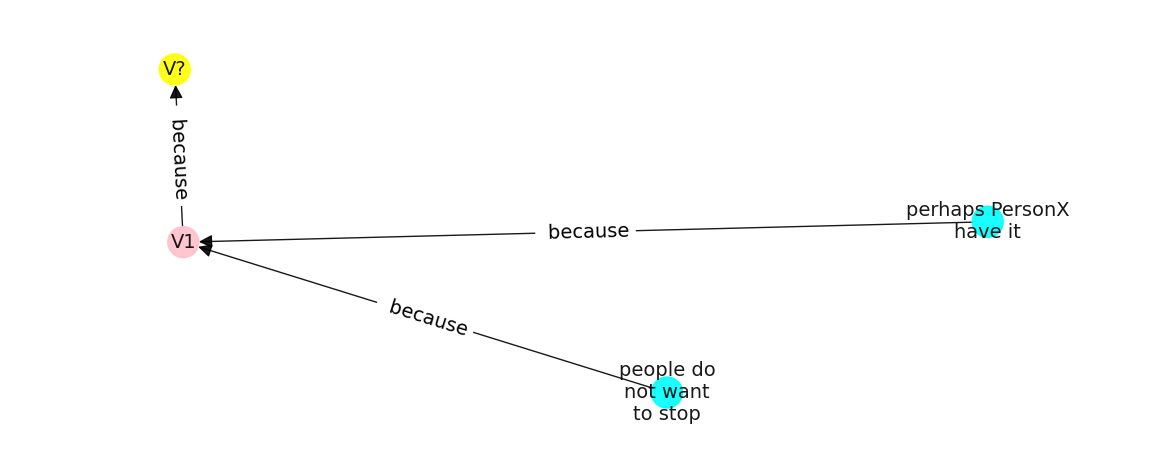 V?
because
V1
because
perhaps PersonX
have it
because
people do
not want
to stop